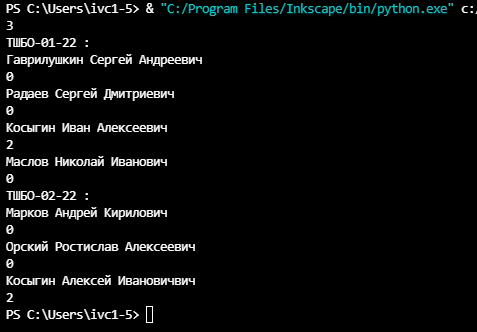 PS C:\Users\ivc1-5> & "C:/Program Files/Inkscape/bin/python.exe" c:/
3
ТШБО-01-22 :
Гаврилушкин Сергей Андреевич
0
Радаев Сергей Дмитриевич
0
Косыгин Иван Алексеевич
2
Маслов Николай Иванович
0
ТШБО-02-22 :
Марков Андрей Кирилович
0
Орский Ростислав Алексеевич
0
Косыгин Алексей Ивановичвич
2
PS C:\Users\ivc1-5>